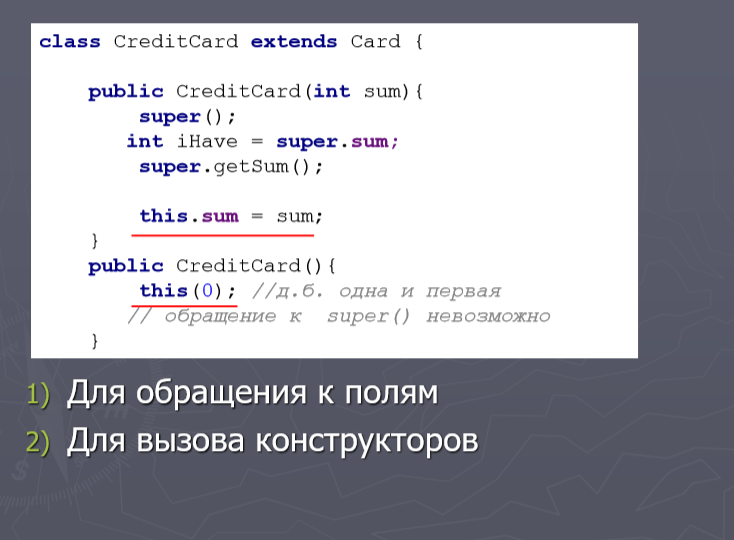 class CreditCard extends Card {
public CreditCard(int sum){
super();
int iHave = super.sum;
super.getSum();
this.sum = sum;
}
public CreditCard(){
this(0); //д.б. одна и первая
// обращение к super() невозможно
}
1) Для обращения к полям
2) Для вызова конструкторов